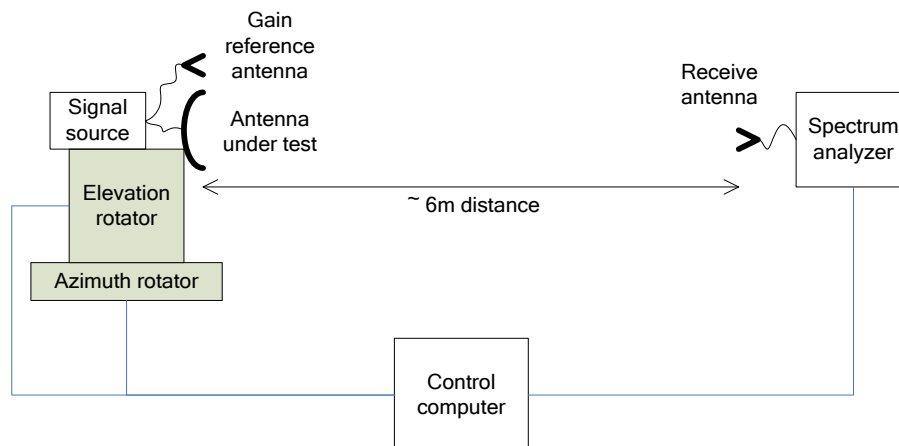 Gain
reference
antenna
Signal
source
Antenna
under test
Elevation
rotator
Azimuth rotator
~ 6m distance
Receive
antenna
Spectrum
analyzer
Control
computer